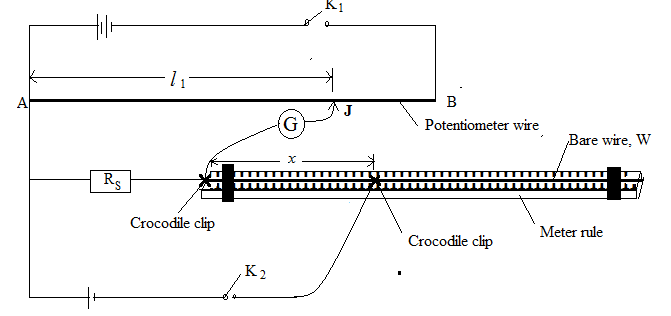 K1
l1
A
B
J
G
Potentiometer wire
Bare wire, W
x
RS
Crocodile clip
Crocodile clip
Meter rule
K2